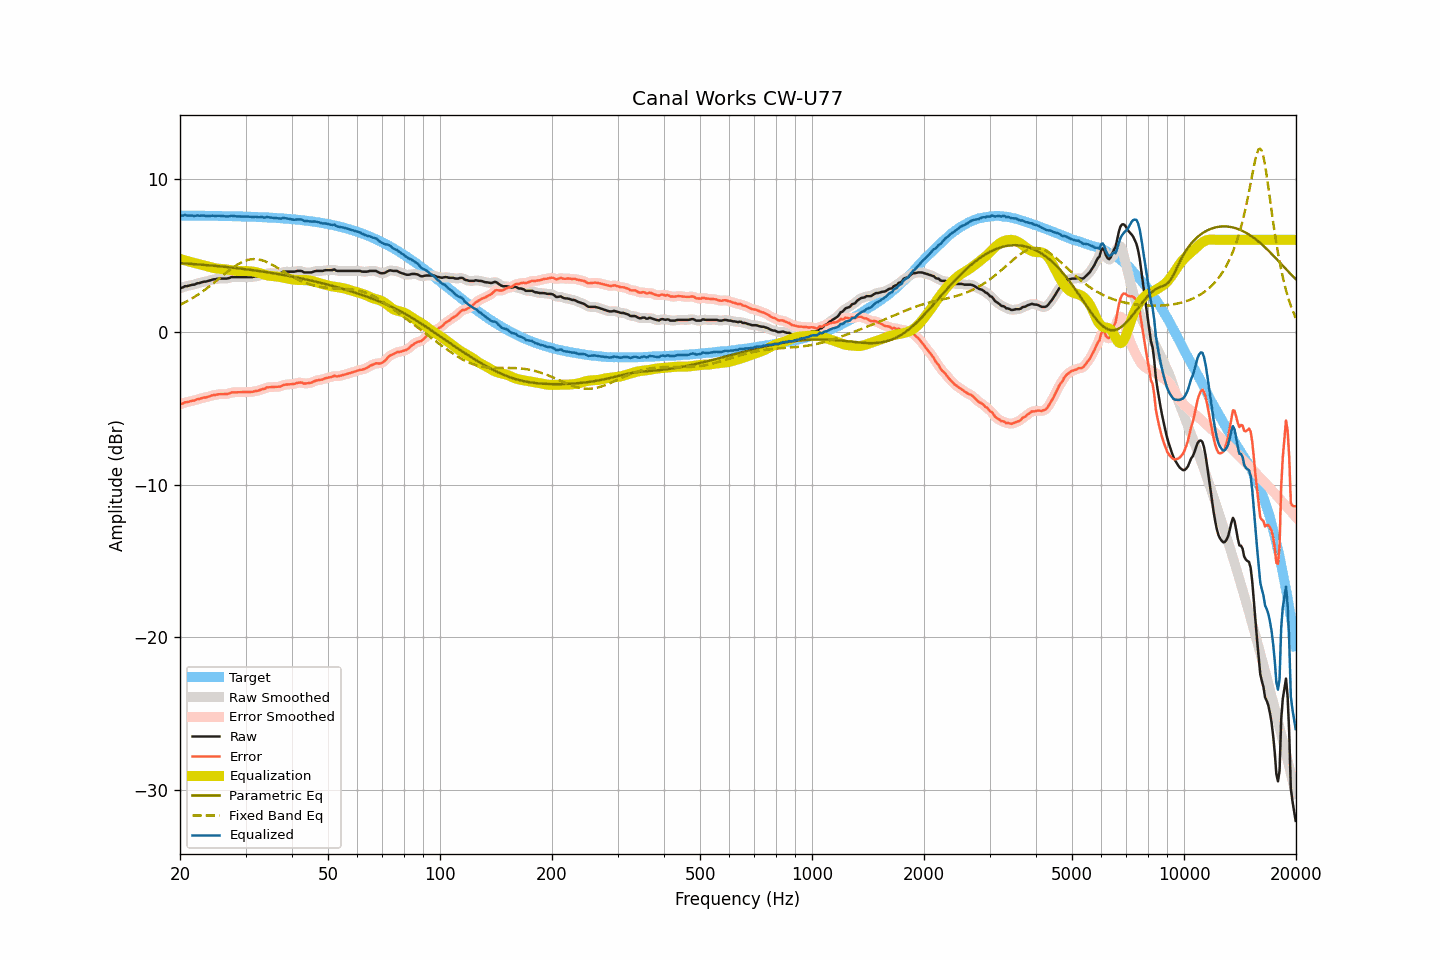 Canal Works CW-U77
10
0
−10
−20
−30
Amplitude (dBr)
Target
Raw Smoothed
Error Smoothed
Raw
Error
Equalization
Parametric Eq
Fixed Band Eq
Equalized
20 50 100 200 500 1000 2000 5000 10000 20000
Frequency (Hz)